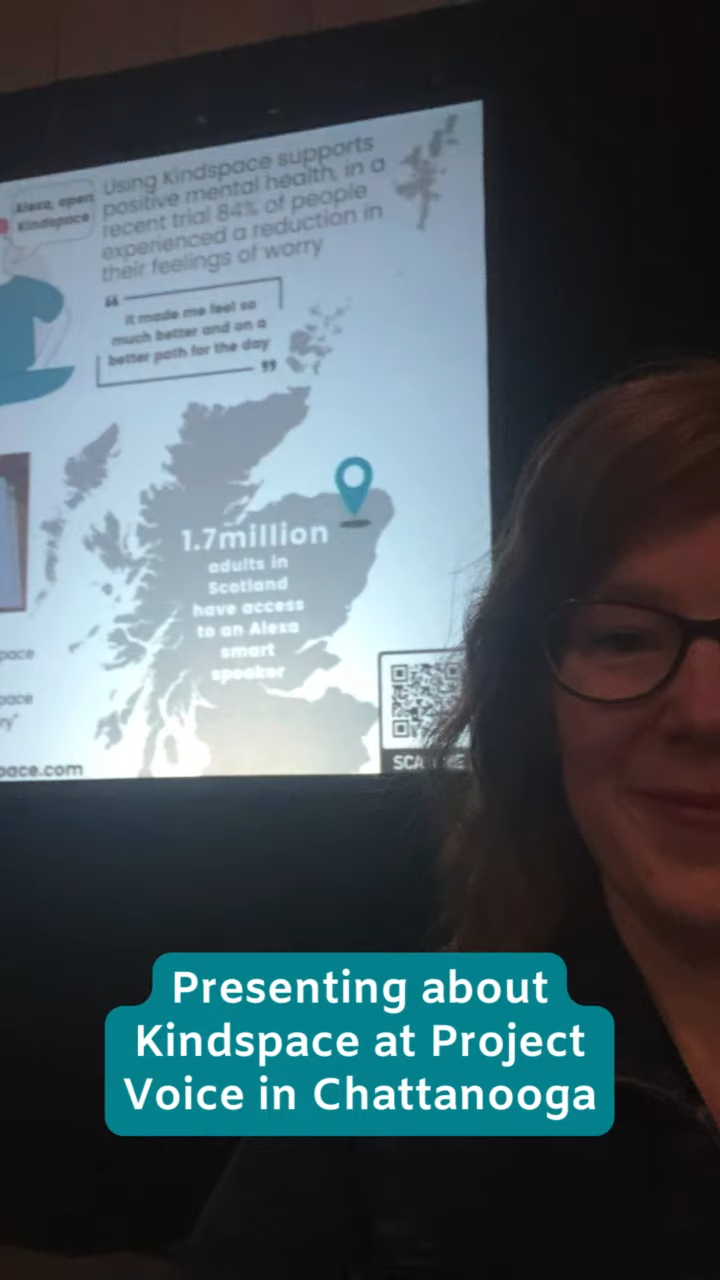 Alexa, open
Kindspace
Using Kindspace supports
positive mental health, in a
recent trial 84% of people
experienced a reduction in
their feelings of worry
“
it made me feel so
much better and on a
better path for the day
”
1.7million
adults in
Scotland
have access
to an Alexa
smart
speaker
pace
pace
ry"
pace.com
Presenting about
Kindspace at Project
Voice in Chattanooga